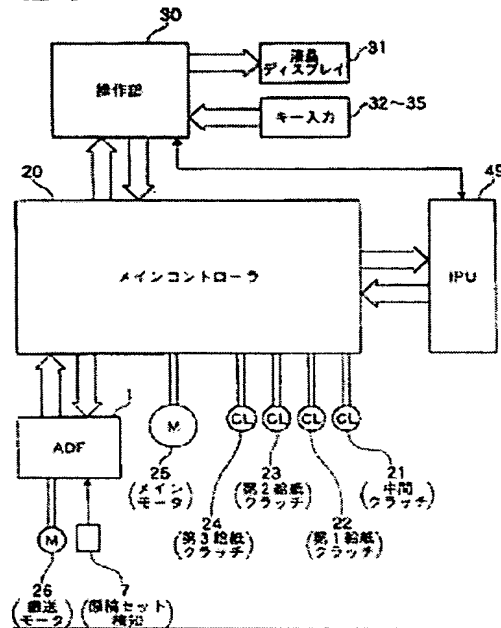 30
操作部
液晶
ディスプレイ
31
キー入力
32~35
20
49
メインコントローラ
IPU
1
ADF
M
CL
CL
CL
CL
25
(メイン
モータ)
24
(第3給紙
クラッチ)
23
(第2給紙
クラッチ)
22
(第1給紙
クラッチ)
21
(中間
クラッチ)
M
26
(搬送
モータ)
7
(原稿セット
検知)